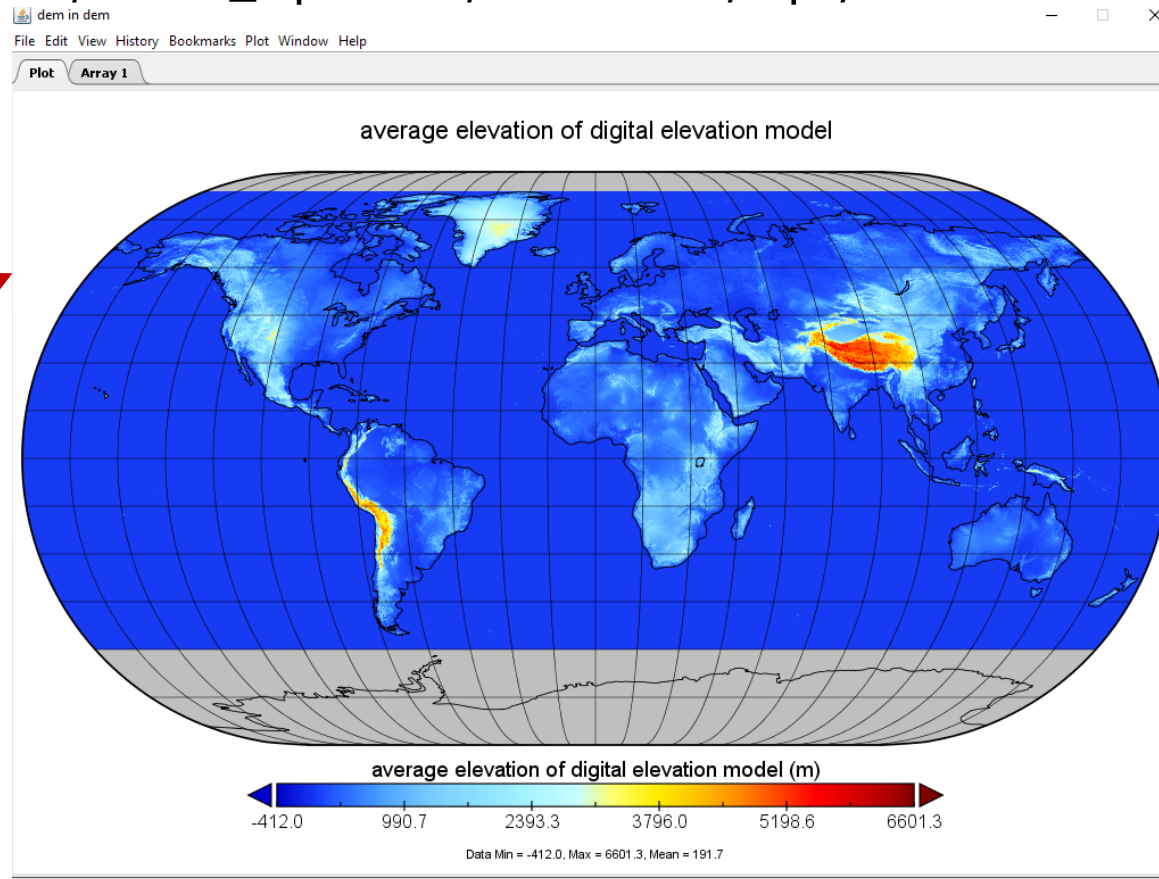 dem in dem
File Edit View History Bookmarks Plot Window Help
Plot Array 1
average elevation of digital elevation model
average elevation of digital elevation model (m)
-412.0 990.7 2393.3 3796.0 5198.6 6601.3
Data Min = -412.0, Max = 6601.3, Mean = 191.7